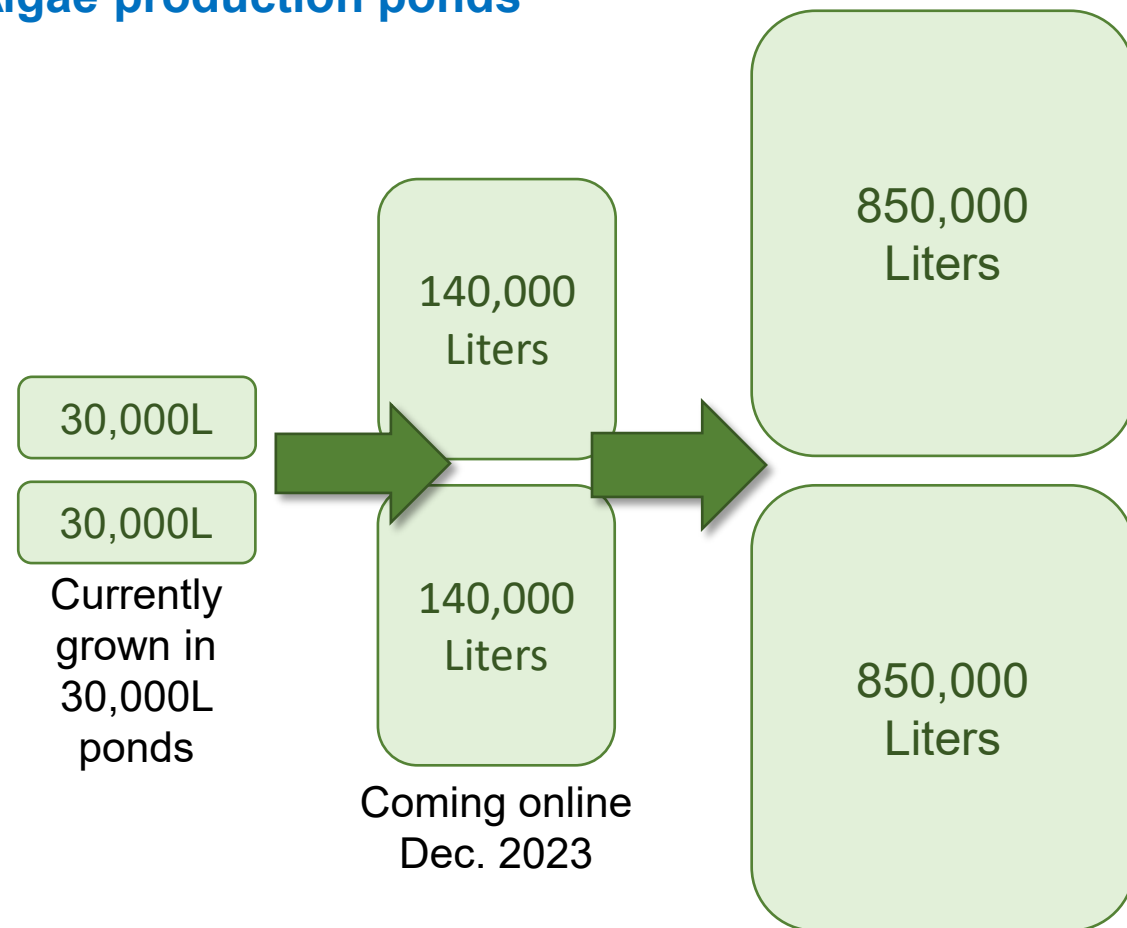 Algae production ponds
30,000L
30,000L
Currently
grown in
30,000L
ponds
140,000
Liters
140,000
Liters
Coming online
Dec. 2023
850,000
Liters
850,000
Liters